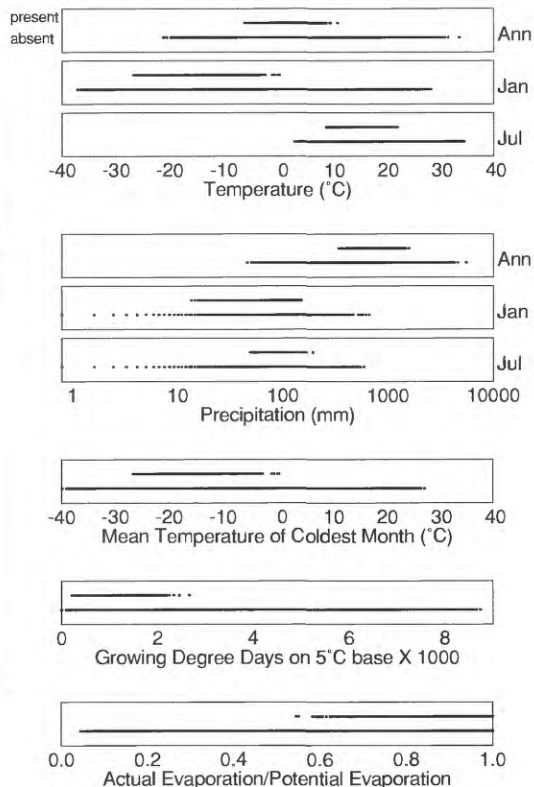 present
absent
Ann
Jan
Jul
-40 -30 -20 -10 0 10 20 30 40
Temperature (°C)
Ann
Jan
Jul
1 10 100 1000 10000
Precipitation (mm)
-40 -30 -20 -10 0 10 20 30 40
Mean Temperature of Coldest Month (°C)
0 2 4 6 8
Growing Degree Days on 5°C base X 1000
0.0 0.2 0.4 0.6 0.8 1.0
Actual Evaporation/Potential Evaporation